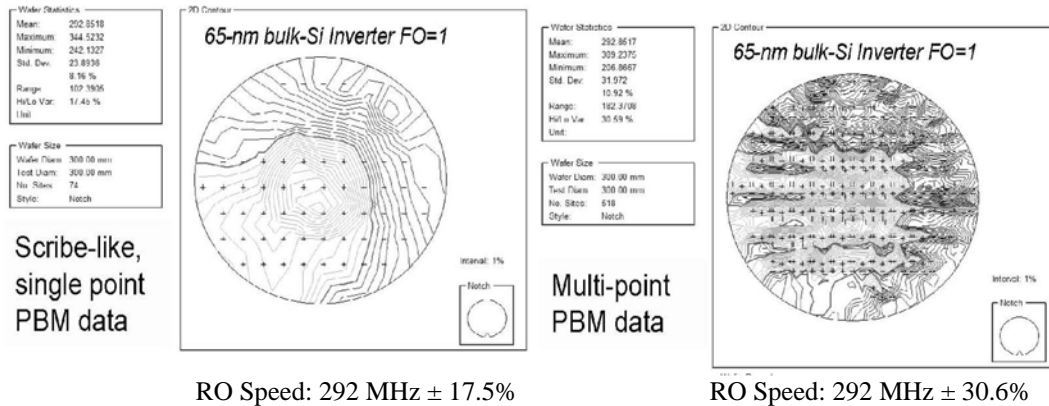 Wafer Statistics
Mean: 292.8518
Maximum: 344.5232
Minimum: 242.1327
Std. Dev: 23.8936
8.16 %
Range: 102.3905
Hi/Lo Var: 17.48 %
Unit
Wafer Size
Wafer Diam: 300.00 mm
Test Diam: 300.00 mm
No. Sites: 74
Style: Notch
Scribe-like,
single point
PBM data
2D Contour
65-nm bulk-Si Inverter FO=1
Interval: 1%
Notch
Wafer Statistics
Mean: 292.8517
Maximum: 389.2375
Minimum: 206.8667
Std. Dev: 31.972
10.92 %
Range: 182.3708
Hi/Lo Var: 30.59 %
Unit:
Wafer Size
Wafer Diam: 300.00 mm
Test Diam: 300.00 mm
No. Sites: 518
Style: Notch
Multi-point
PBM data
2D Contour
65-nm bulk-Si Inverter FO=1
Interval: 1%
Notch
RO Speed: 292 MHz ± 17.5%
RO Speed: 292 MHz ± 30.6%